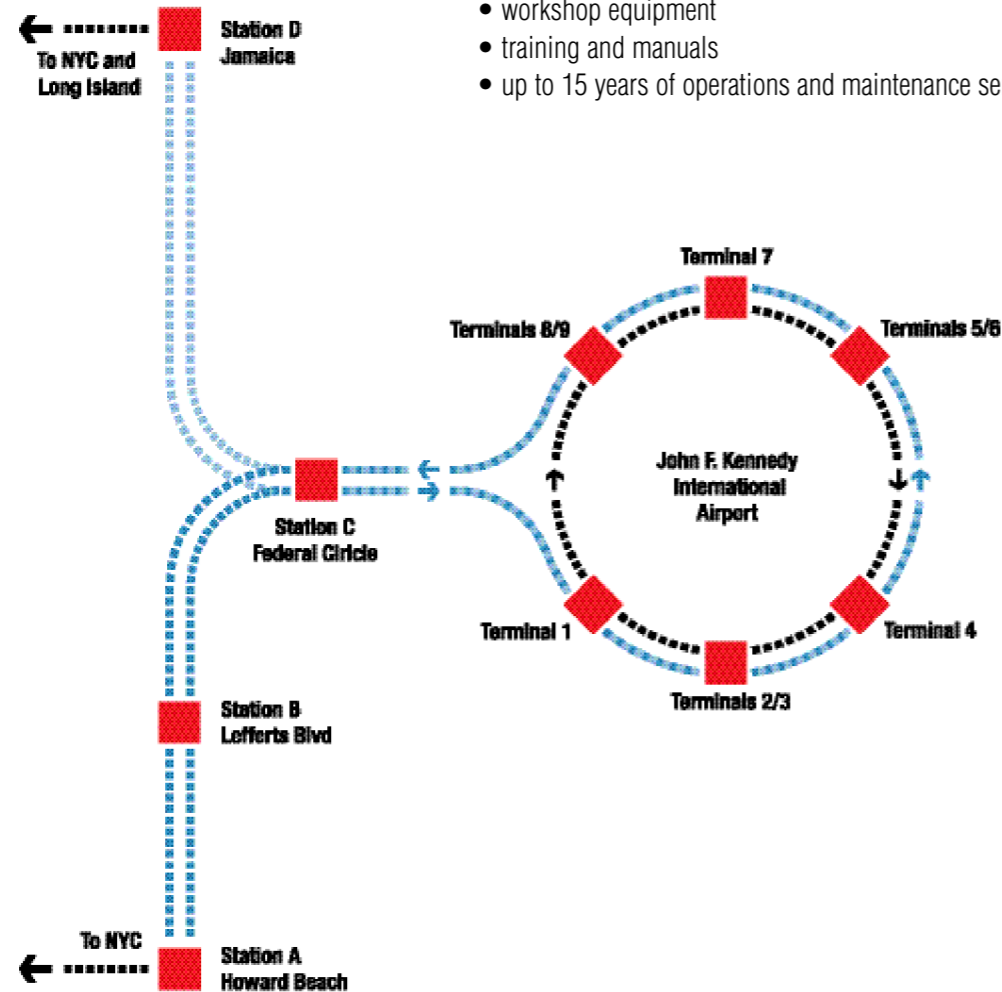 • workshop equipment
• training and manuals
• up to 15 years of operations and maintenance se
Station D
Jamaica
To NYC and
Long Island
Terminal 7
Terminals 8/9
Terminals 5/6
John F. Kennedy
International
Airport
Station C
Federal Ciricle
Terminal 1
Terminal 4
Terminals 2/3
Station B
Lefferts Blvd
To NYC
Station A
Howard Beach